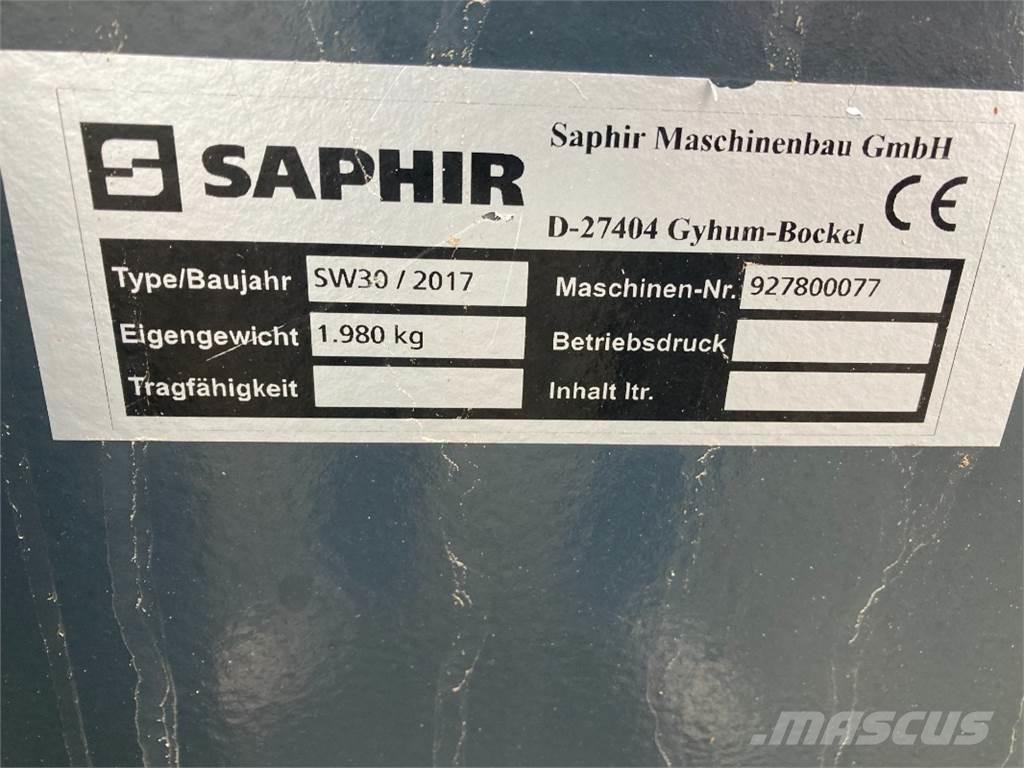 SAPHIR
Saphir Maschinenbau GmbH
D-27404 Gyhum-Bockel
CE
Type/Baujahr SW30 / 2017
Maschinen-Nr. 927800077
Eigengewicht 1.980 kg
Betriebsdruck
Tragfähigkeit
Inhalt ltr.
MASCUS